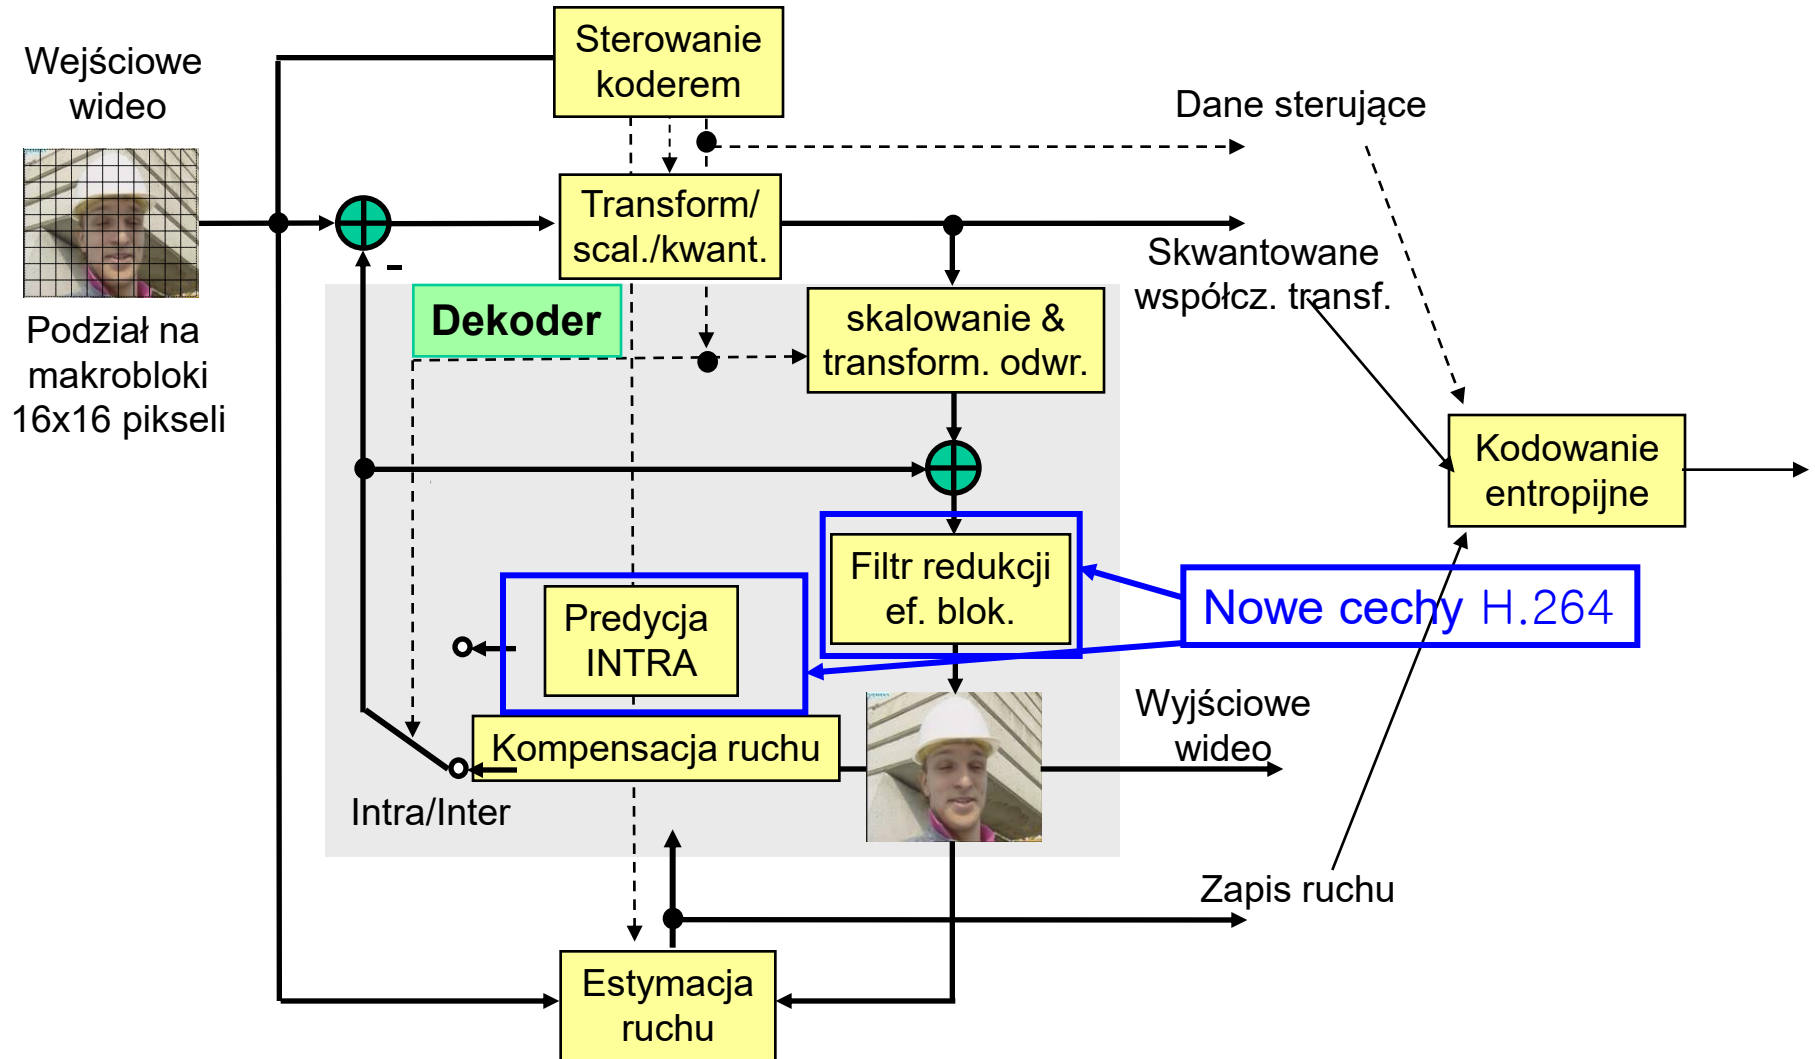 Wejściowe
wideo
Sterowanie
koderem
Dane sterujące
Transform/
scal./kwant.
-
Skwantowane
współcz. transf.
Podział na
makrobloki
16x16 pikseli
Dekoder
skalowanie &
transform. odwr.
Kodowanie
entropijne
Filtr redukcji
ef. blok.
Nowe cechy H.264
Predycja
INTRA
Kompensacja ruchu
Wyjściowe
wideo
Intra/Inter
Zapis ruchu
Estymacja
ruchu